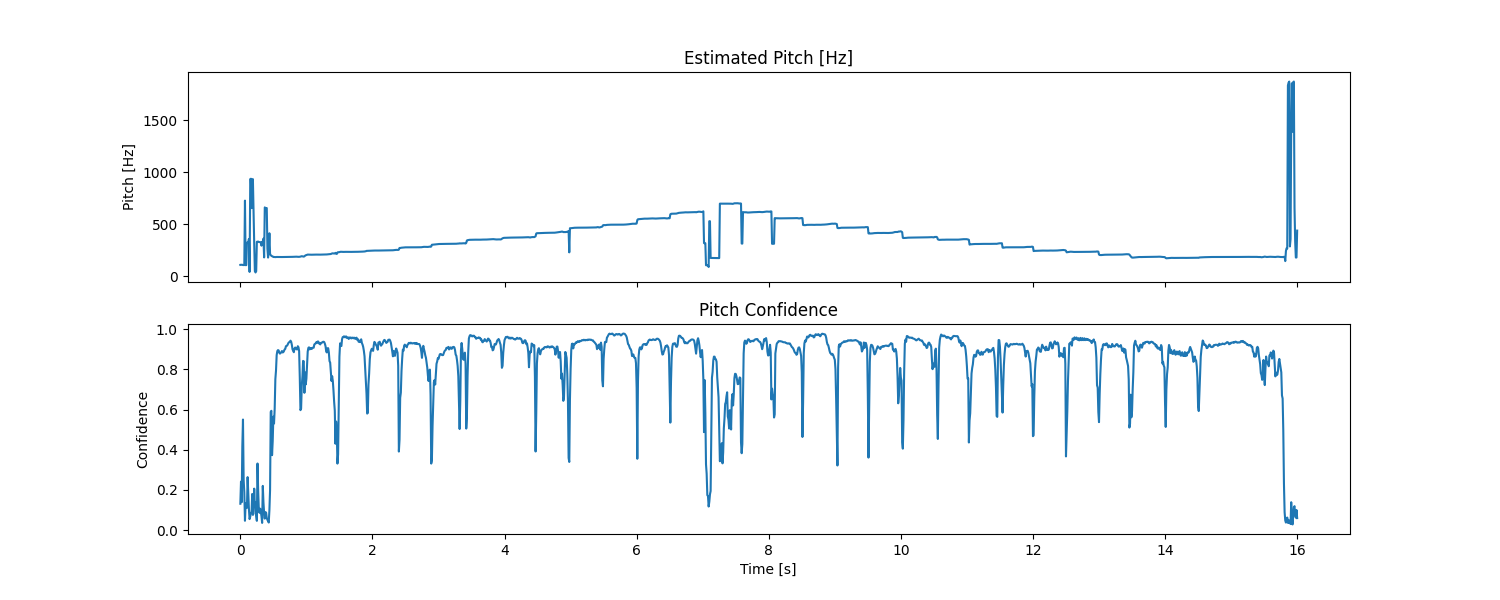 Estimated Pitch [Hz]
Pitch [Hz]
1500
1000
500
0
Pitch Confidence
Confidence
1.0
0.8
0.6
0.4
0.2
0.0
0 2 4 6 8 10 12 14 16
Time [s]